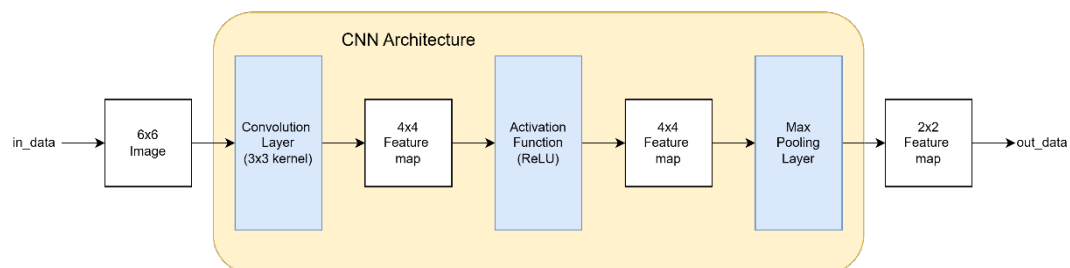 CNN Architecture
in_data
6x6
Image
Convolution
Layer
(3x3 kernel)
4x4
Feature
map
Activation
Function
(ReLU)
4x4
Feature
map
Max
Pooling
Layer
2x2
Feature
map
out_data